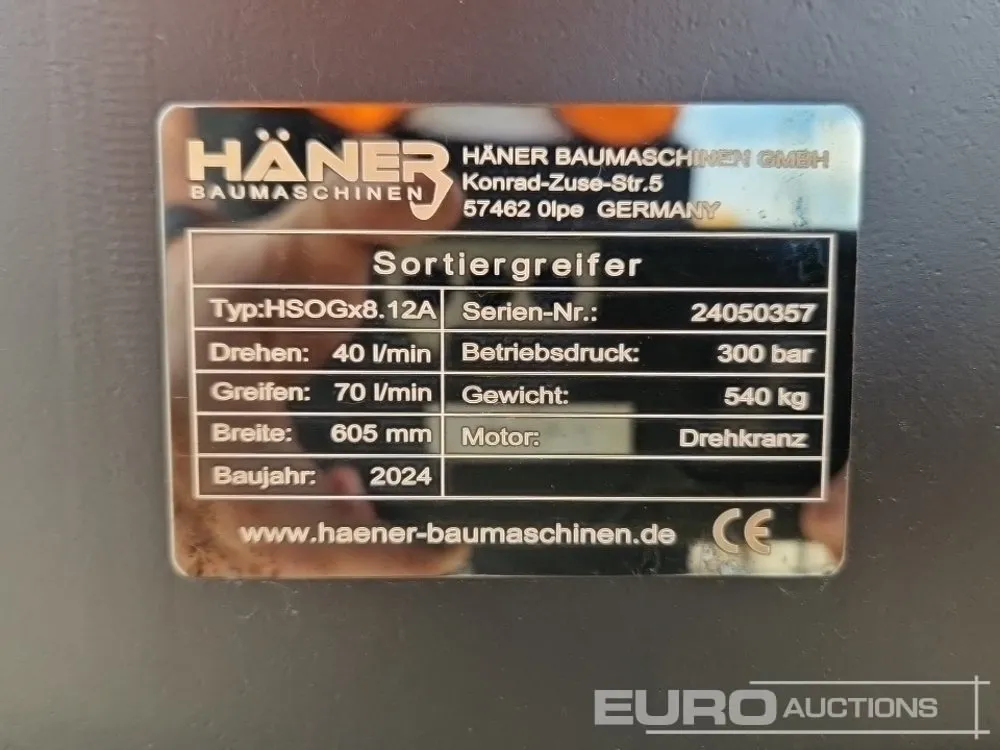 HÄNER
BAUMASCHINEN
HÄNER BAUMASCHINEN GMBH
Konrad-Zuse-Str.5
57462 Olpe GERMANY
Sortiergreifer
Typ:HSOGx8.12A Serien-Nr.: 24050357
Drehen: 40 l/min Betriebsdruck: 300 bar
Greifen: 70 l/min Gewicht: 540 kg
Breite: 605 mm Motor: Drehkranz
Baujahr: 2024
www.haener-baumaschinen.de CE
EURO AUCTIONS